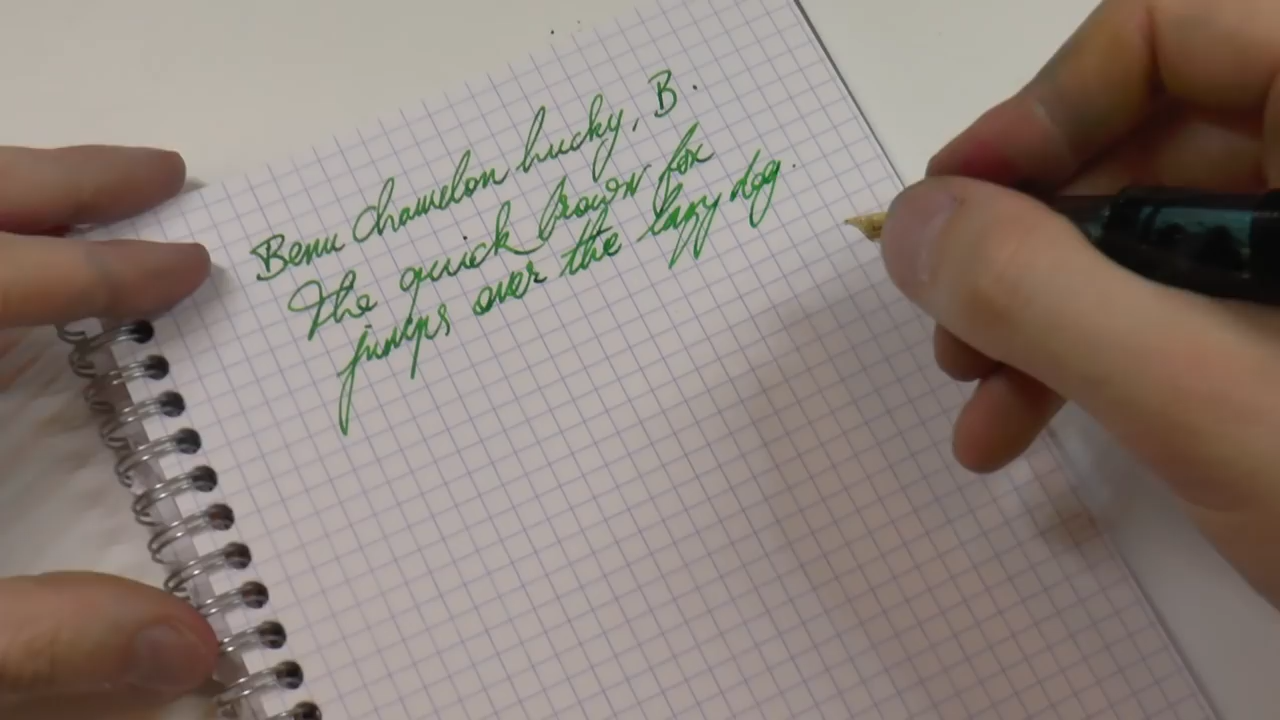 Benu Chameleon Lucky, B.
The quick brown fox
jumps over the lazy dog.